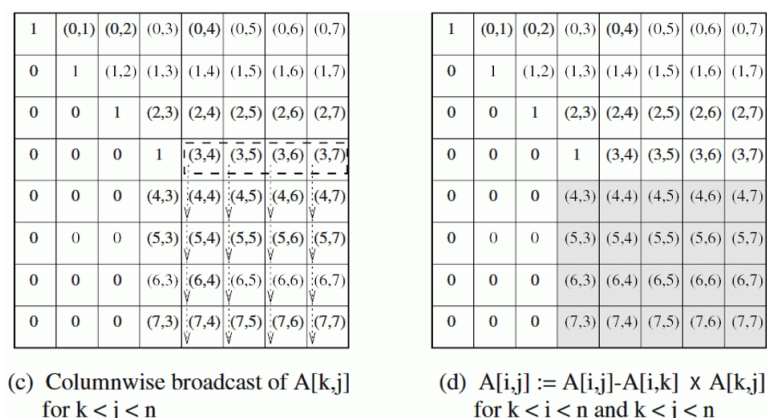 1 (0,1) (0,2) (0,3) (0,4) (0,5) (0,6) (0,7)
0 1 (1,2) (1,3) (1,4) (1,5) (1,6) (1,7)
0 0 1 (2,3) (2,4) (2,5) (2,6) (2,7)
0 0 0 1 (3,4) (3,5) (3,6) (3,7)
0 0 0 (4,3) (4,4) (4,5) (4,6) (4,7)
0 0 0 (5,3) (5,4) (5,5) (5,6) (5,7)
0 0 0 (6,3) (6,4) (6,5) (6,6) (6,7)
0 0 0 (7,3) (7,4) (7,5) (7,6) (7,7)
(c) Columnwise broadcast of A[k,j]
for k < j < n
1 (0,1) (0,2) (0,3) (0,4) (0,5) (0,6) (0,7)
0 1 (1,2) (1,3) (1,4) (1,5) (1,6) (1,7)
0 0 1 (2,3) (2,4) (2,5) (2,6) (2,7)
0 0 0 1 (3,4) (3,5) (3,6) (3,7)
0 0 0 (4,3) (4,4) (4,5) (4,6) (4,7)
0 0 0 (5,3) (5,4) (5,5) (5,6) (5,7)
0 0 0 (6,3) (6,4) (6,5) (6,6) (6,7)
0 0 0 (7,3) (7,4) (7,5) (7,6) (7,7)
(d) A[i,j] := A[i,j]-A[i,k] x A[k,j]
for k < i < n and k < j < n